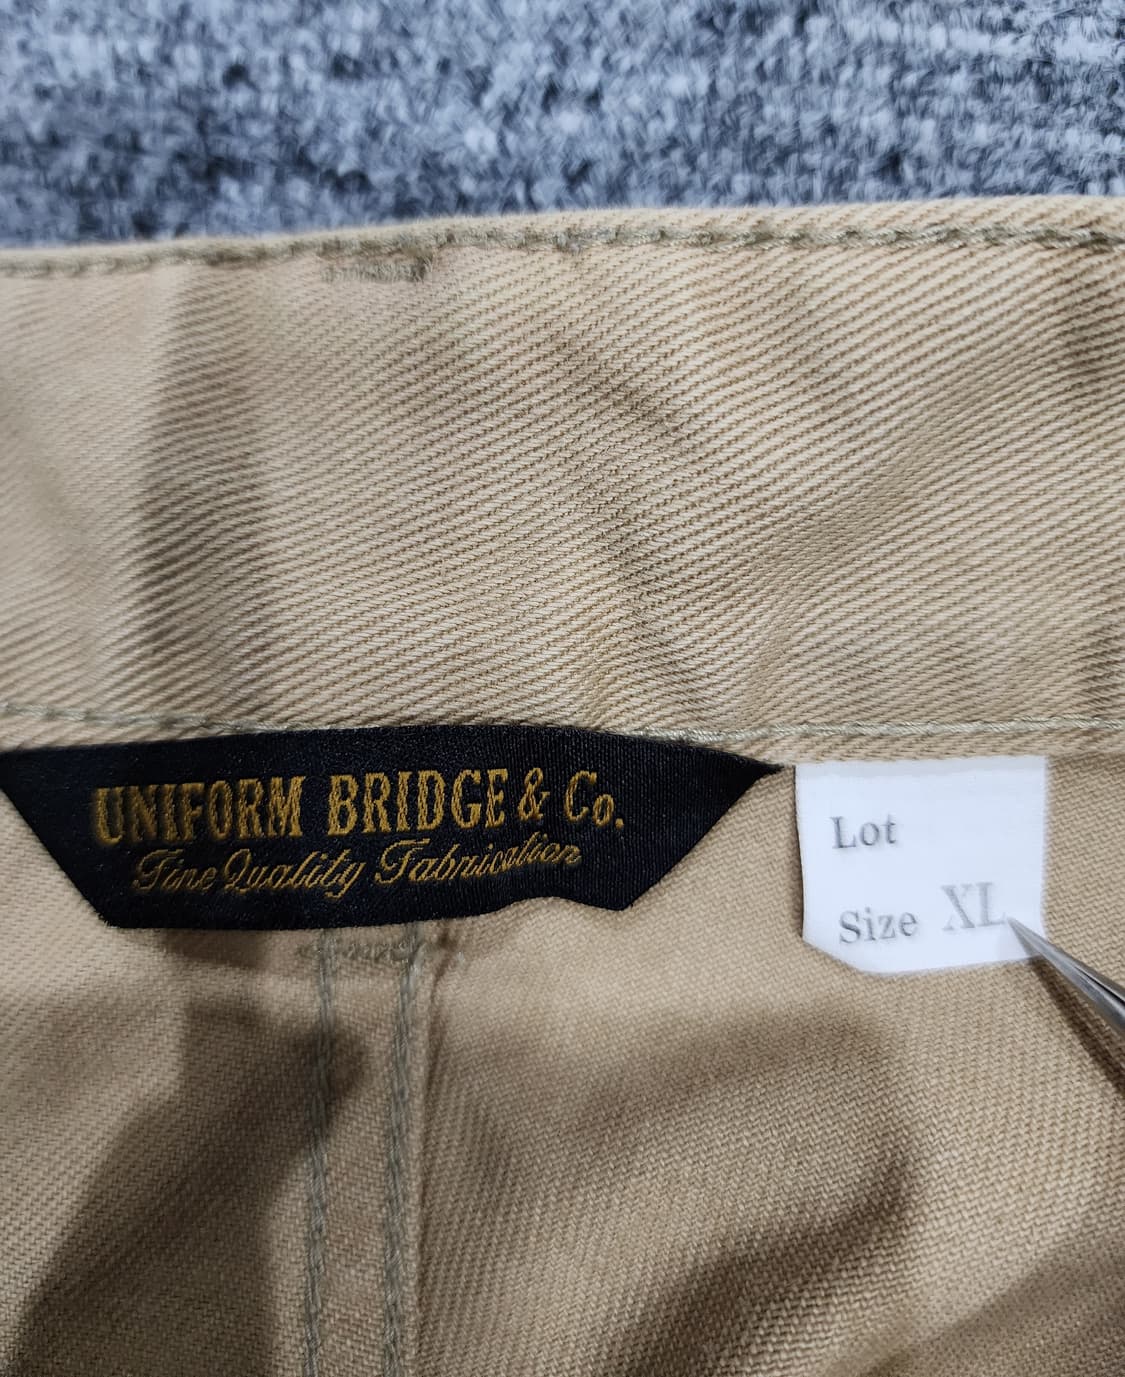 UNIFORM BRIDGE & Co.
Fine Quality Fabrication
Lot
Size XL